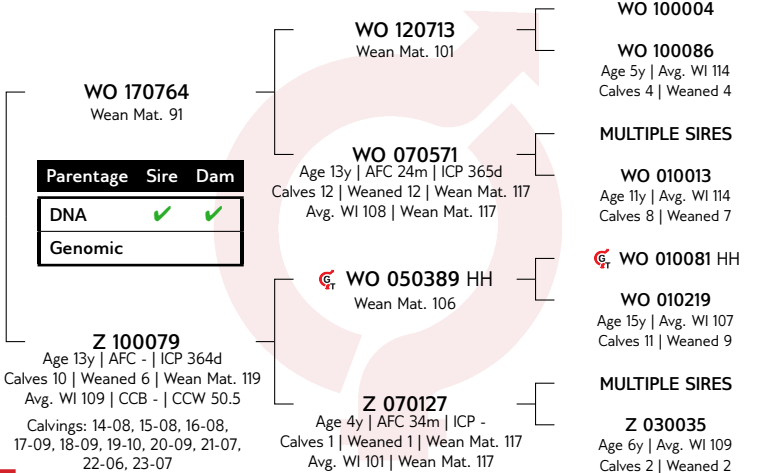 WO 100004
WO 120713
Wean Mat. 101
WO 100086
Age 5y | Avg. WI 114
Calves 4 | Weaned 4
WO 170764
Wean Mat. 91
MULTIPLE SIRES
WO 070571
Age 13y | AFC 24m | ICP 365d
Calves 12 | Weaned 12 | Wean Mat. 117
Avg. WI 108 | Wean Mat. 117
WO 010013
Age 11y | Avg. WI 114
Calves 8 | Weaned 7
Parentage Sire Dam
DNA ✔ ✔
Genomic
GT WO 010081 HH
GT WO 050389 HH
Wean Mat. 106
WO 010219
Age 15y | Avg. WI 107
Calves 11 | Weaned 9
Z 100079
Age 13y | AFC - | ICP 364d
Calves 10 | Weaned 6 | Wean Mat. 119
Avg. WI 109 | CCB - | CCW 50.5
Calvings: 14-08, 15-08, 16-08,
17-09, 18-09, 19-10, 20-09, 21-07,
22-06, 23-07
MULTIPLE SIRES
Z 070127
Age 4y | AFC 34m | ICP -
Calves 1 | Weaned 1 | Wean Mat. 117
Avg. WI 101 | Wean Mat. 117
Z 030035
Age 6y | Avg. WI 109
Calves 2 | Weaned 2